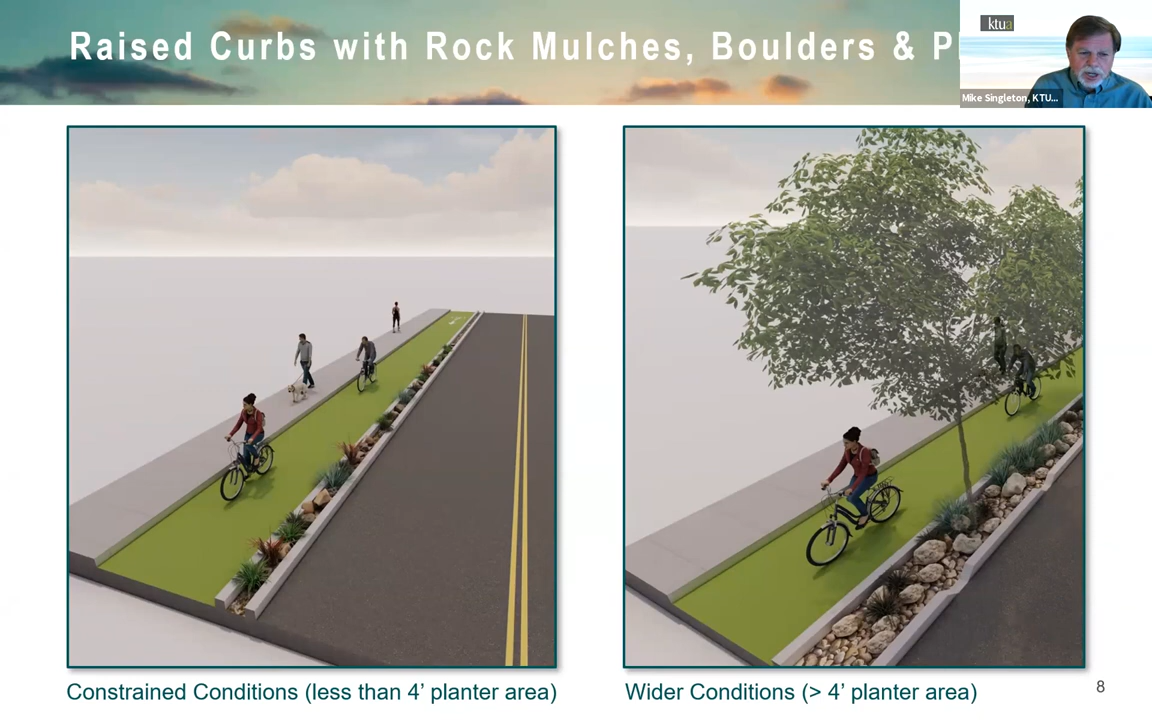 Raised Curbs with Rock Mulches, Boulders & Pl
ktua
Mike Singleton, KTU...
Constrained Conditions (less than 4’ planter area)
Wider Conditions (> 4’ planter area)
8